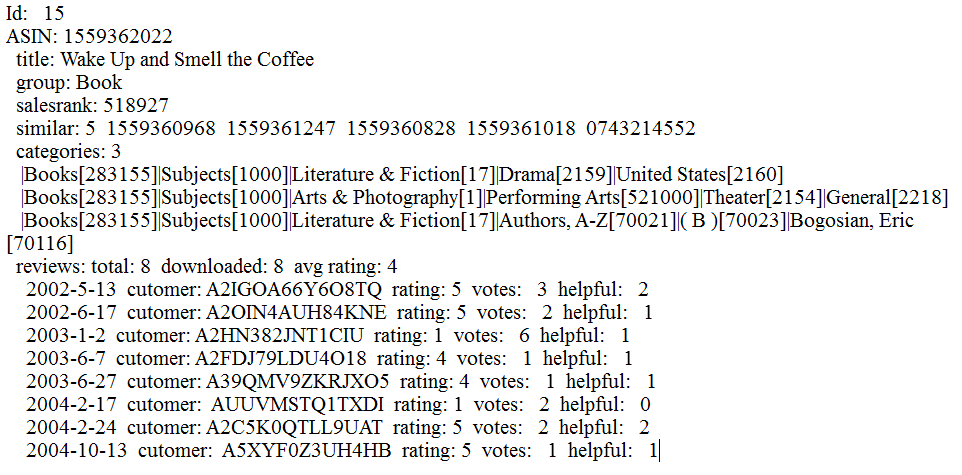 Id:   15
ASIN: 1559362022
  title: Wake Up and Smell the Coffee
  group: Book
  salesrank: 518927
  similar: 5  1559360968  1559361247  1559360828  1559361018  0743214552
  categories: 3
   |Books[283155]|Subjects[1000]|Literature & Fiction[17]|Drama[2159]|United States[2160]
   |Books[283155]|Subjects[1000]|Arts & Photography[1]|Performing Arts[521000]|Theater[2154]|General[2218]
   |Books[283155]|Subjects[1000]|Literature & Fiction[17]|Authors, A-Z[70021]|( B )[70023]|Bogosian, Eric
[70116]
  reviews: total: 8  downloaded: 8  avg rating: 4
    2002-5-13  cutomer: A2IGOA66Y6O8TQ  rating: 5  votes:   3  helpful:   2
    2002-6-17  cutomer: A2OIN4AUH84KNE  rating: 5  votes:   2  helpful:   1
    2003-1-2  cutomer: A2HN382JNT1CIU  rating: 1  votes:   6  helpful:   1
    2003-6-7  cutomer: A2FDJ79LDU4O18  rating: 4  votes:   1  helpful:   1
    2003-6-27  cutomer: A39QMV9ZKRJXO5  rating: 4  votes:   1  helpful:   1
    2004-2-17  cutomer:  AUUVMSTQ1TXDI  rating: 1  votes:   2  helpful:   0
    2004-2-24  cutomer: A2C5K0QTLL9UAT  rating: 5  votes:   2  helpful:   2
    2004-10-13  cutomer:  A5XYF0Z3UH4HB  rating: 5  votes:   1  helpful:   1